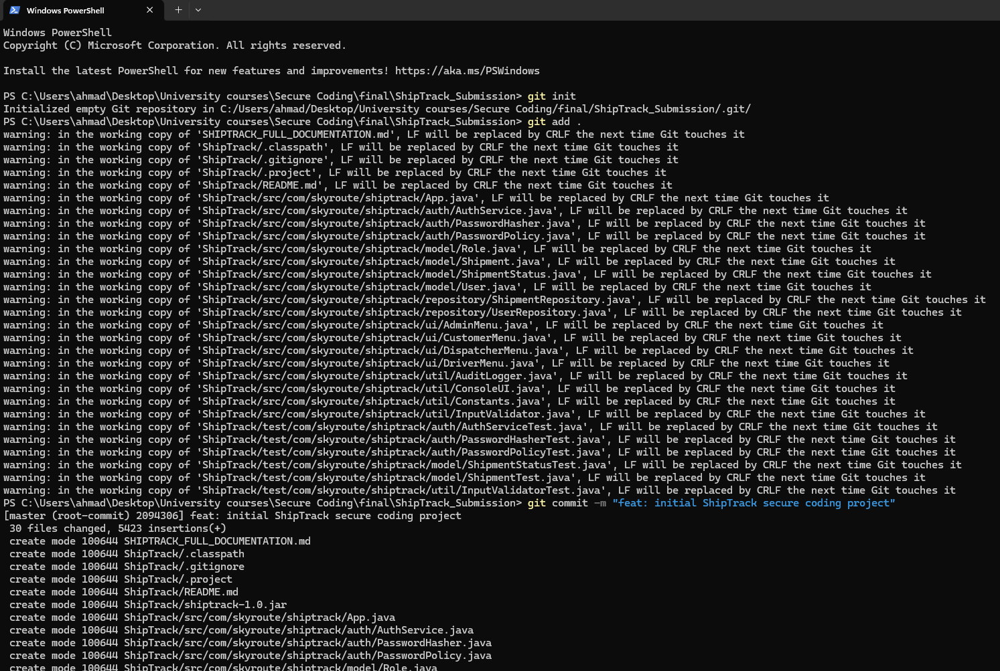 Windows PowerShell
Windows PowerShell
Copyright (C) Microsoft Corporation. All rights reserved.
Install the latest PowerShell for new features and improvements! https://aka.ms/PSWindows
PS C:\Users\ahmad\Desktop\University courses\Secure Coding\final\ShipTrack_Submission> git init
Initialized empty Git repository in C:/Users/ahmad/Desktop/University courses/Secure Coding/final/ShipTrack_Submission/.git/
PS C:\Users\ahmad\Desktop\University courses\Secure Coding\final\ShipTrack_Submission> git add .
warning: in the working copy of 'SHIPTRACK_FULL_DOCUMENTATION.md', LF will be replaced by CRLF the next time Git touches it
warning: in the working copy of 'ShipTrack/.classpath', LF will be replaced by CRLF the next time Git touches it
warning: in the working copy of 'ShipTrack/.gitignore', LF will be replaced by CRLF the next time Git touches it
warning: in the working copy of 'ShipTrack/.project', LF will be replaced by CRLF the next time Git touches it
warning: in the working copy of 'ShipTrack/README.md', LF will be replaced by CRLF the next time Git touches it
warning: in the working copy of 'ShipTrack/src/com/skyroute/shiptrack/App.java', LF will be replaced by CRLF the next time Git touches it
warning: in the working copy of 'ShipTrack/src/com/skyroute/shiptrack/auth/AuthService.java', LF will be replaced by CRLF the next time Git touches it
warning: in the working copy of 'ShipTrack/src/com/skyroute/shiptrack/auth/PasswordHasher.java', LF will be replaced by CRLF the next time Git touches it
warning: in the working copy of 'ShipTrack/src/com/skyroute/shiptrack/auth/PasswordPolicy.java', LF will be replaced by CRLF the next time Git touches it
warning: in the working copy of 'ShipTrack/src/com/skyroute/shiptrack/model/Role.java', LF will be replaced by CRLF the next time Git touches it
warning: in the working copy of 'ShipTrack/src/com/skyroute/shiptrack/model/Shipment.java', LF will be replaced by CRLF the next time Git touches it
warning: in the working copy of 'ShipTrack/src/com/skyroute/shiptrack/model/ShipmentStatus.java', LF will be replaced by CRLF the next time Git touches it
warning: in the working copy of 'ShipTrack/src/com/skyroute/shiptrack/model/User.java', LF will be replaced by CRLF the next time Git touches it
warning: in the working copy of 'ShipTrack/src/com/skyroute/shiptrack/repository/ShipmentRepository.java', LF will be replaced by CRLF the next time Git touches it
warning: in the working copy of 'ShipTrack/src/com/skyroute/shiptrack/repository/UserRepository.java', LF will be replaced by CRLF the next time Git touches it
warning: in the working copy of 'ShipTrack/src/com/skyroute/shiptrack/ui/AdminMenu.java', LF will be replaced by CRLF the next time Git touches it
warning: in the working copy of 'ShipTrack/src/com/skyroute/shiptrack/ui/CustomerMenu.java', LF will be replaced by CRLF the next time Git touches it
warning: in the working copy of 'ShipTrack/src/com/skyroute/shiptrack/ui/DispatcherMenu.java', LF will be replaced by CRLF the next time Git touches it
warning: in the working copy of 'ShipTrack/src/com/skyroute/shiptrack/ui/DriverMenu.java', LF will be replaced by CRLF the next time Git touches it
warning: in the working copy of 'ShipTrack/src/com/skyroute/shiptrack/util/AuditLogger.java', LF will be replaced by CRLF the next time Git touches it
warning: in the working copy of 'ShipTrack/src/com/skyroute/shiptrack/util/ConsoleUI.java', LF will be replaced by CRLF the next time Git touches it
warning: in the working copy of 'ShipTrack/src/com/skyroute/shiptrack/util/Constants.java', LF will be replaced by CRLF the next time Git touches it
warning: in the working copy of 'ShipTrack/src/com/skyroute/shiptrack/util/InputValidator.java', LF will be replaced by CRLF the next time Git touches it
warning: in the working copy of 'ShipTrack/test/com/skyroute/shiptrack/auth/AuthServiceTest.java', LF will be replaced by CRLF the next time Git touches it
warning: in the working copy of 'ShipTrack/test/com/skyroute/shiptrack/auth/PasswordHasherTest.java', LF will be replaced by CRLF the next time Git touches it
warning: in the working copy of 'ShipTrack/test/com/skyroute/shiptrack/auth/PasswordPolicyTest.java', LF will be replaced by CRLF the next time Git touches it
warning: in the working copy of 'ShipTrack/test/com/skyroute/shiptrack/model/ShipmentStatusTest.java', LF will be replaced by CRLF the next time Git touches it
warning: in the working copy of 'ShipTrack/test/com/skyroute/shiptrack/model/ShipmentTest.java', LF will be replaced by CRLF the next time Git touches it
warning: in the working copy of 'ShipTrack/test/com/skyroute/shiptrack/util/InputValidatorTest.java', LF will be replaced by CRLF the next time Git touches it
PS C:\Users\ahmad\Desktop\University courses\Secure Coding\final\ShipTrack_Submission> git commit -m "feat: initial ShipTrack secure coding project"
[master (root-commit) 2094306] feat: initial ShipTrack secure coding project
30 files changed, 5423 insertions(+)
create mode 100644 SHIPTRACK_FULL_DOCUMENTATION.md
create mode 100644 ShipTrack/.classpath
create mode 100644 ShipTrack/.gitignore
create mode 100644 ShipTrack/.project
create mode 100644 ShipTrack/README.md
create mode 100644 ShipTrack/shiptrack-1.0.jar
create mode 100644 ShipTrack/src/com/skyroute/shiptrack/App.java
create mode 100644 ShipTrack/src/com/skyroute/shiptrack/auth/AuthService.java
create mode 100644 ShipTrack/src/com/skyroute/shiptrack/auth/PasswordHasher.java
create mode 100644 ShipTrack/src/com/skyroute/shiptrack/auth/PasswordPolicy.java
create mode 100644 ShipTrack/src/com/skyroute/shiptrack/model/Role.java